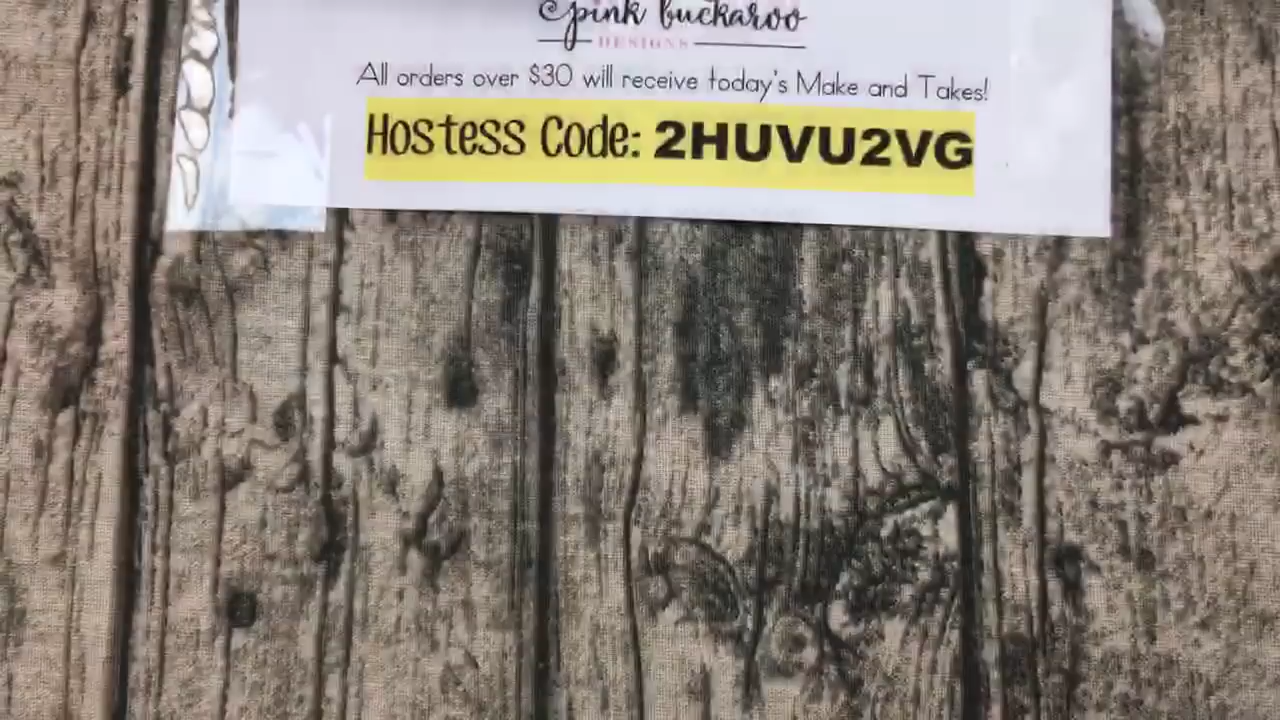 pink buckaroo
DESIGNS
All orders over $30 will receive today's Make and Takes!
Hostess Code: 2HUVU2VG